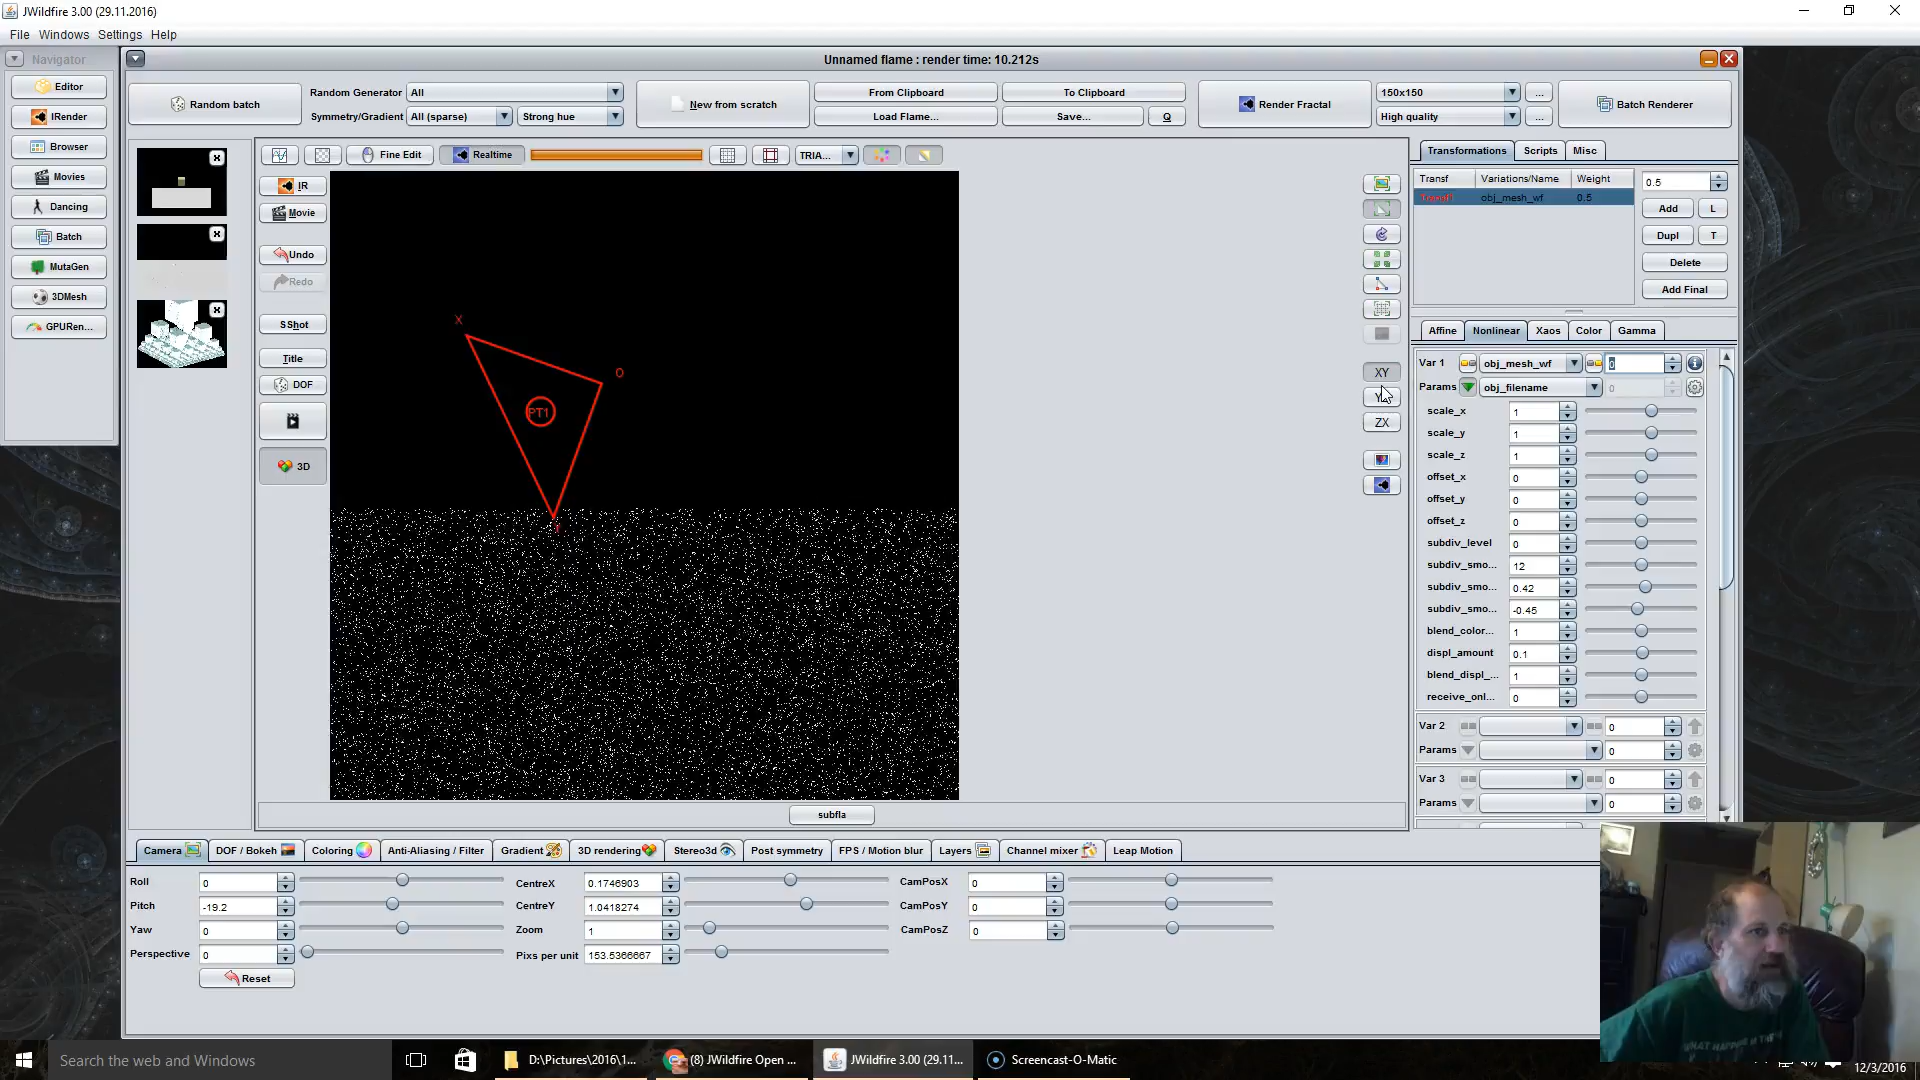 JWildfire 3.00 (29.11.2016)
File Windows Settings Help
Navigator
Unnamed flame : render time: 10.212s
Editor
IRender
Browser
Movies
Dancing
Batch
MutaGen
3DMesh
GPURen...
Random batch
Random Generator All
Symmetry/Gradient All (sparse) Strong hue
New from scratch
From Clipboard
To Clipboard
Load Flame...
Save...
Q
Render Fractal
150x150
...
High quality
...
Batch Renderer
Fine Edit
Realtime
TRIA...
IR
Movie
Undo
Redo
SShot
Title
DOF
3D
X
O
PT1
Y
XY
ZX
subfla
Transformations Scripts Misc
Transf Variations/Name Weight
Transf1 obj_mesh_wf 0.5
0.5
Add L
Dupl T
Delete
Add Final
Affine Nonlinear Xaos Color Gamma
Var 1 obj_mesh_wf 0
Params obj_filename 0
scale_x 1
scale_y 1
scale_z 1
offset_x 0
offset_y 0
offset_z 0
subdiv_level 0
subdiv_smo... 12
subdiv_smo... 0.42
subdiv_smo... -0.45
blend_color... 1
displ_amount 0.1
blend_displ_... 1
receive_onl... 0
Var 2 0
Params 0
Var 3 0
Params 0
Camera DOF / Bokeh Coloring Anti-Aliasing / Filter Gradient 3D rendering Stereo3d Post symmetry FPS / Motion blur Layers Channel mixer Leap Motion
Roll 0 CentreX 0.1746903 CamPosX 0
Pitch -19.2 CentreY 1.0418274 CamPosY 0
Yaw 0 Zoom 1 CamPosZ 0
Perspective 0 Pixs per unit 153.5366667
Reset
Search the web and Windows
D:\Pictures\2016\1...
(8) JWildfire Open ...
JWildfire 3.00 (29.11...
Screencast-O-Matic
12/3/2016